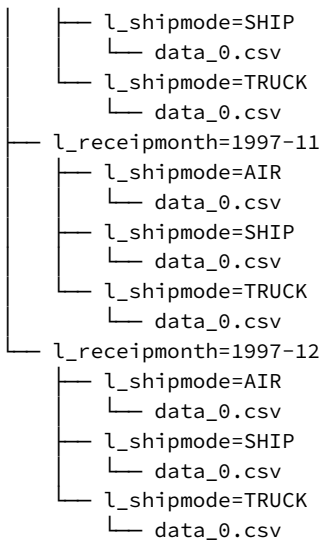 │   ├── l_shipmode=SHIP
│   │   └── data_0.csv
│   └── l_shipmode=TRUCK
│       └── data_0.csv
├── l_receipmonth=1997-11
│   ├── l_shipmode=AIR
│   │   └── data_0.csv
│   ├── l_shipmode=SHIP
│   │   └── data_0.csv
│   └── l_shipmode=TRUCK
│       └── data_0.csv
└── l_receipmonth=1997-12
    ├── l_shipmode=AIR
    │   └── data_0.csv
    ├── l_shipmode=SHIP
    │   └── data_0.csv
    └── l_shipmode=TRUCK
        └── data_0.csv